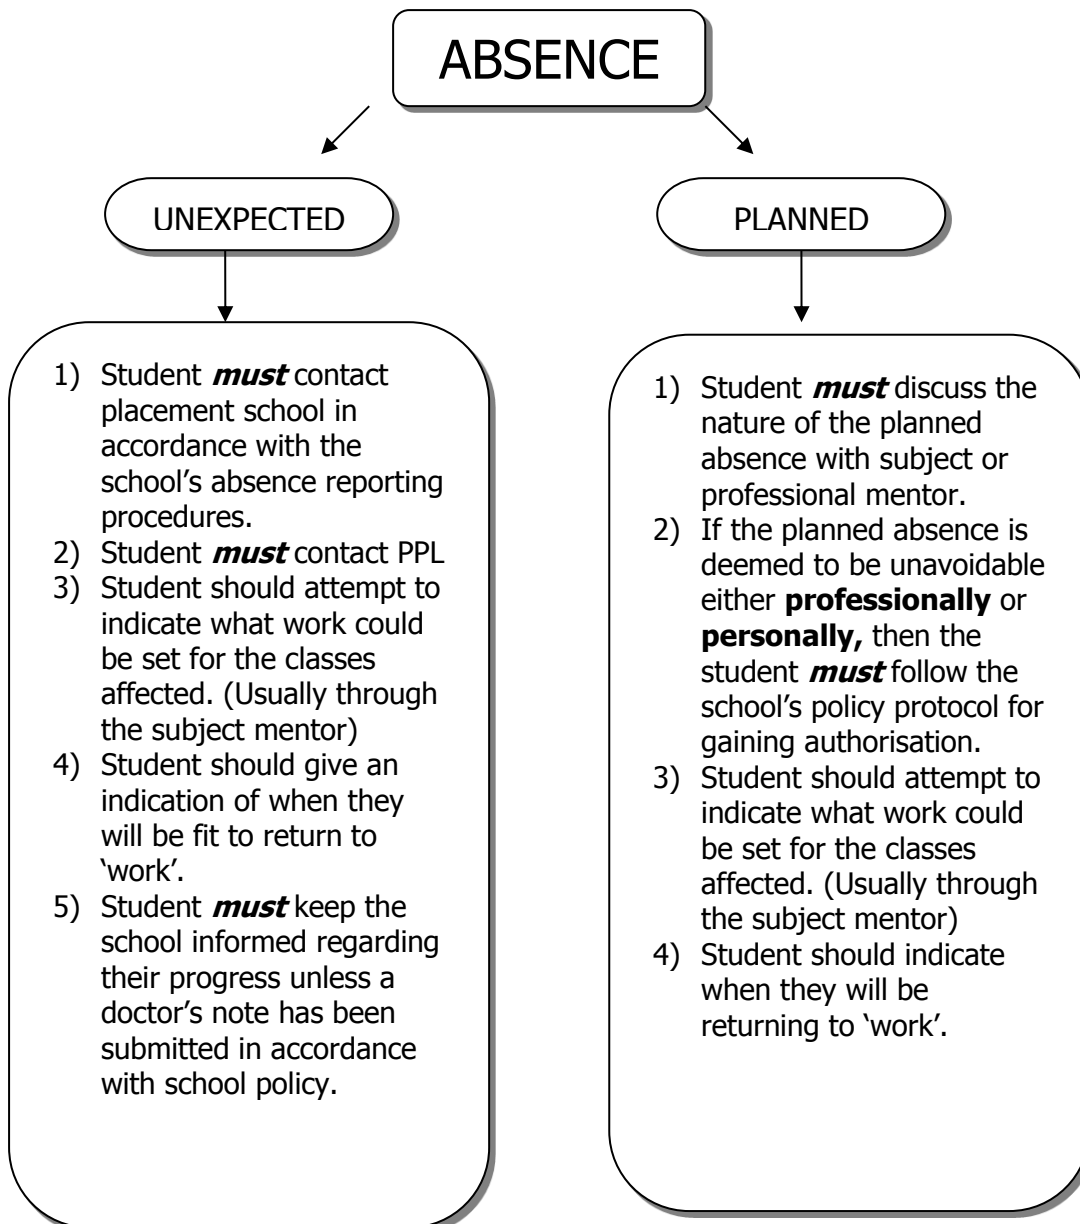 ABSENCE
UNEXPECTED
PLANNED
1) Student must contact
placement school in
accordance with the
school’s absence reporting
procedures.
2) Student must contact PPL
3) Student should attempt to
indicate what work could
be set for the classes
affected. (Usually through
the subject mentor)
4) Student should give an
indication of when they
will be fit to return to
‘work’.
5) Student must keep the
school informed regarding
their progress unless a
doctor’s note has been
submitted in accordance
with school policy.
1) Student must discuss the
nature of the planned
absence with subject or
professional mentor.
2) If the planned absence is
deemed to be unavoidable
either professionally or
personally, then the
student must follow the
school’s policy protocol for
gaining authorisation.
3) Student should attempt to
indicate what work could
be set for the classes
affected. (Usually through
the subject mentor)
4) Student should indicate
when they will be
returning to ‘work’.